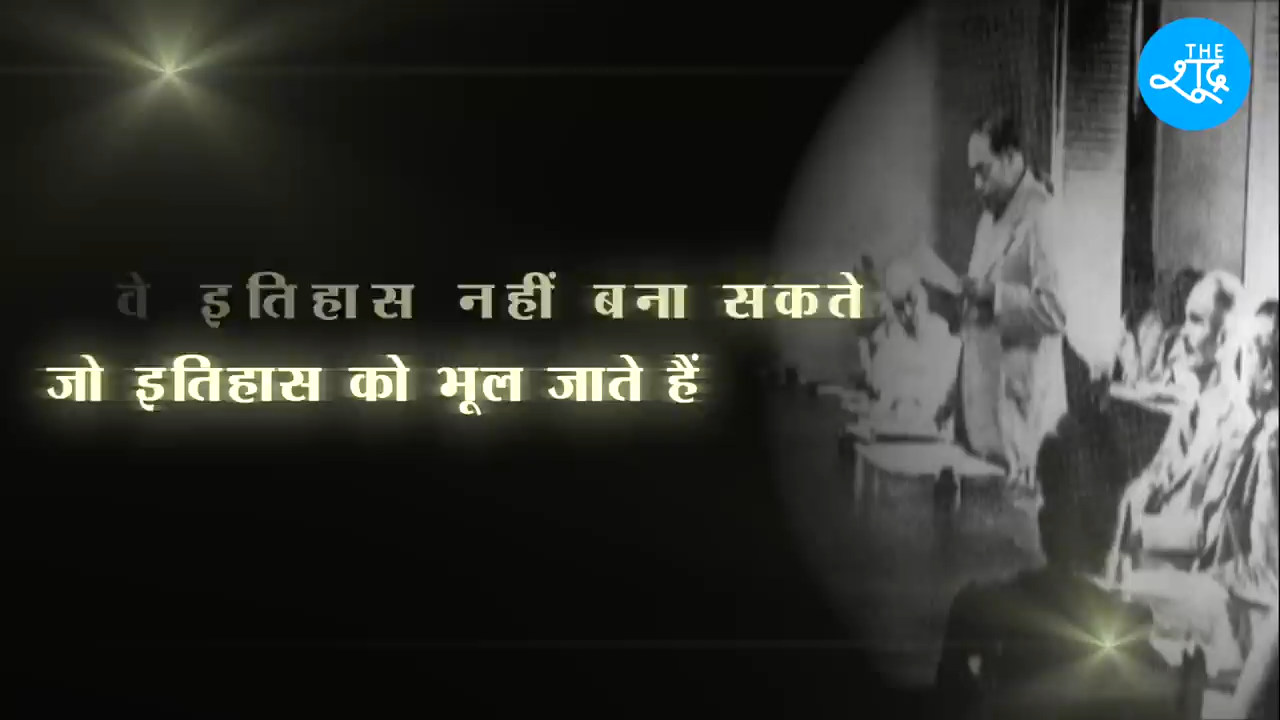 THE
शूद्र
वे इतिहास नहीं बना सकते
जो इतिहास को भूल जाते हैं